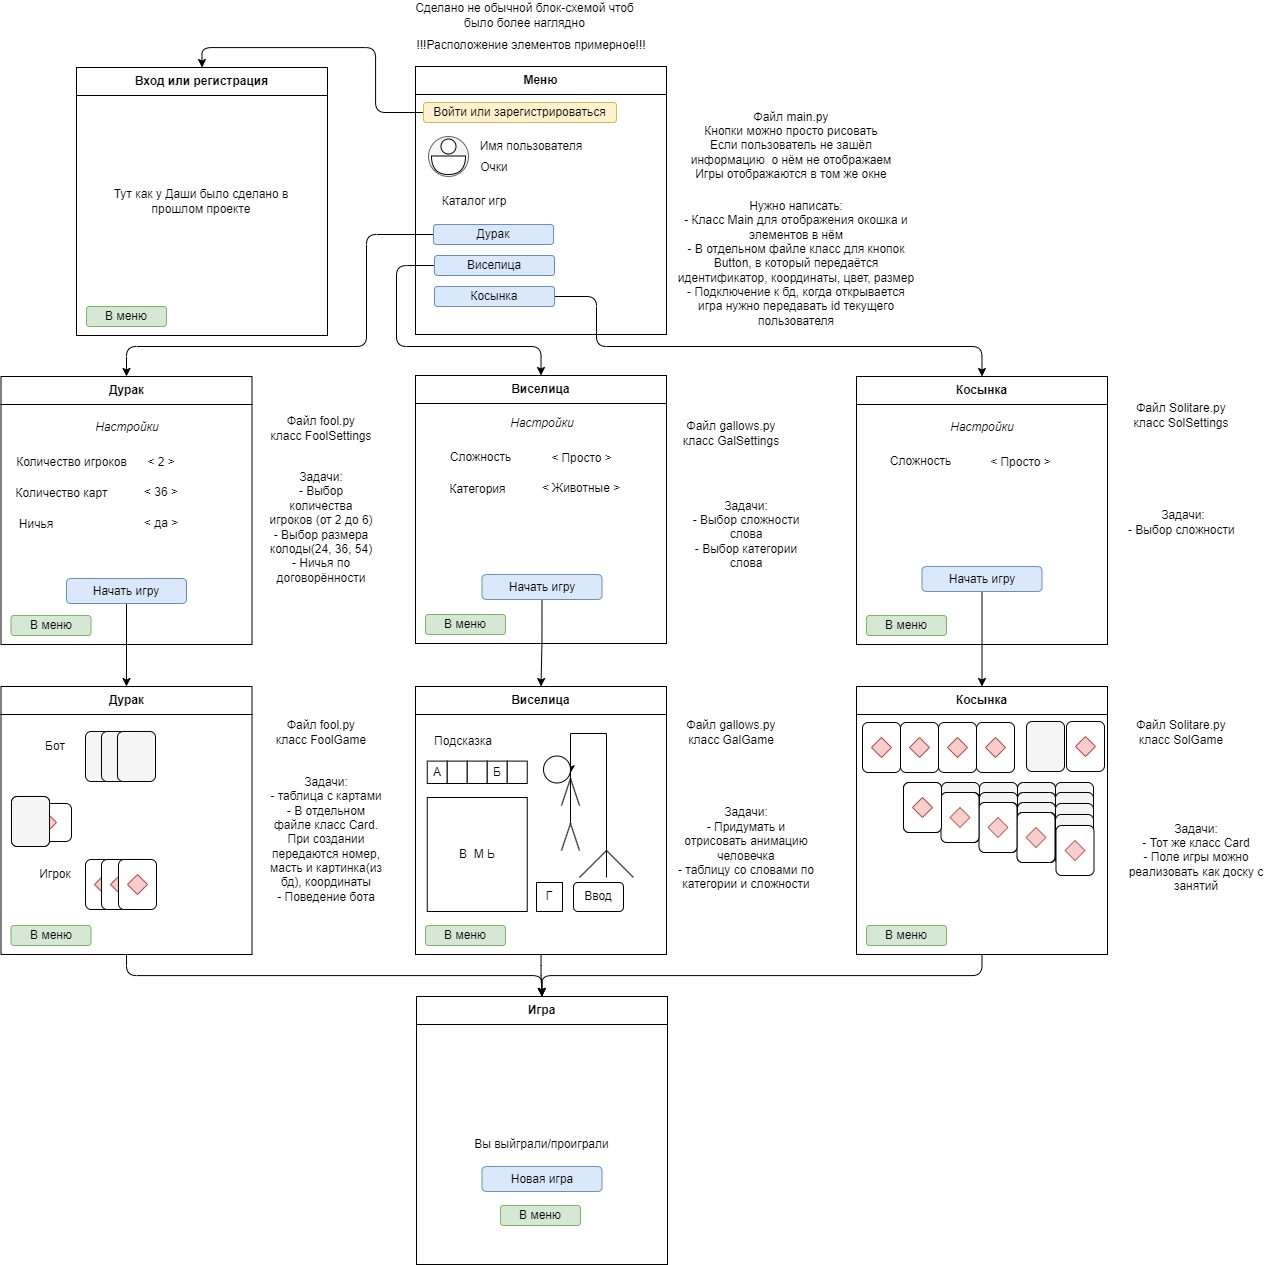 Сделано не обычной блок-схемой чтоб
было более наглядно
!!!Расположение элементов примерное!!!
Вход или регистрация
Тут как у Даши было сделано в
прошлом проекте
В меню
Меню
Войти или зарегистрироваться
Имя пользователя
Очки
Каталог игр
Дурак
Виселица
Косынка
Файл main.py
Кнопки можно просто рисовать
Если пользователь не зашёл
информацию о нём не отображаем
Игры отображаются в том же окне
Нужно написать:
- Класс Main для отображения окошка и
элементов в нём
- В отдельном файле класс для кнопок
Button, в который передаётся
идентификатор, координаты, цвет, размер
- Подключение к бд, когда открывается
игра нужно передавать id текущего
пользователя
Дурак
Настройки
Количество игроков < 2 >
Количество карт < 36 >
Ничья < да >
Начать игру
В меню
Файл fool.py
класс FoolSettings
Задачи:
- Выбор
количества
игроков (от 2 до 6)
- Выбор размера
колоды(24, 36, 54)
- Ничья по
договорённости
Виселица
Настройки
Сложность < Просто >
Категория < Животные >
Начать игру
В меню
Файл gallows.py
класс GalSettings
Задачи:
- Выбор сложности
слова
- Выбор категории
слова
Косынка
Настройки
Сложность < Просто >
Начать игру
В меню
Файл Solitare.py
класс SolSettings
Задачи:
- Выбор сложности
Дурак
Бот
Игрок
В меню
Файл fool.py
класс FoolGame
Задачи:
- таблица с картами
- В отдельном
файле класс Card.
При создании
передаются номер,
масть и картинка(из
бд), координаты
- Поведение бота
Виселица
Подсказка
А Б
В М Ь
Г Ввод
В меню
Файл gallows.py
класс GalGame
Задачи:
- Придумать и
отрисовать анимацию
человечка
- таблицу со словами по
категории и сложности
Косынка
В меню
Файл Solitare.py
класс SolGame
Задачи:
- Тот же класс Card
- Поле игры можно
реализовать как доску с
занятий
Игра
Вы выйграли/проиграли
Новая игра
В меню